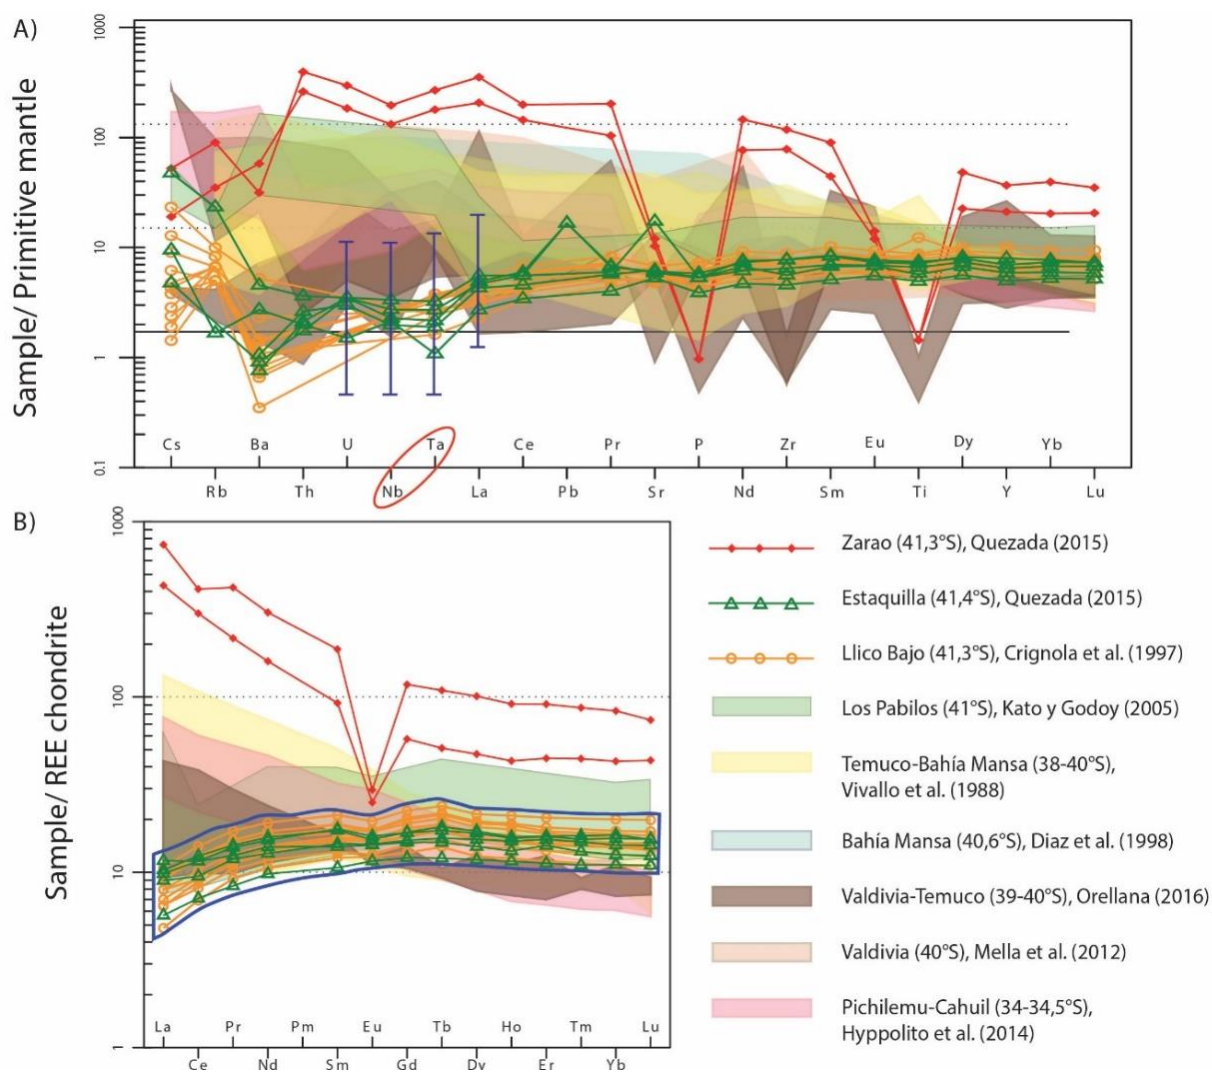 A)
Sample/ Primitive mantle
1000
100
10
1
0.1
Cs Ba U Ta Ce Pr P Zr Eu Dy Yb
Rb Th Nb La Pb Sr Nd Sm Ti Y Lu
B)
Sample/ REE chondrite
1000
100
10
1
La Pr Pm Eu Tb Ho Tm Lu
Ce Nd Sm Gd Dy Er Yb
Zarao (41,3°S), Quezada (2015)
Estaquilla (41,4°S), Quezada (2015)
Llico Bajo (41,3°S), Crignola et al. (1997)
Los Pabilos (41°S), Kato y Godoy (2005)
Temuco-Bahía Mansa (38-40°S),
Vivallo et al. (1988)
Bahía Mansa (40,6°S), Diaz et al. (1998)
Valdivia-Temuco (39-40°S), Orellana (2016)
Valdivia (40°S), Mella et al. (2012)
Pichilemu-Cahuil (34-34,5°S),
Hyppolito et al. (2014)